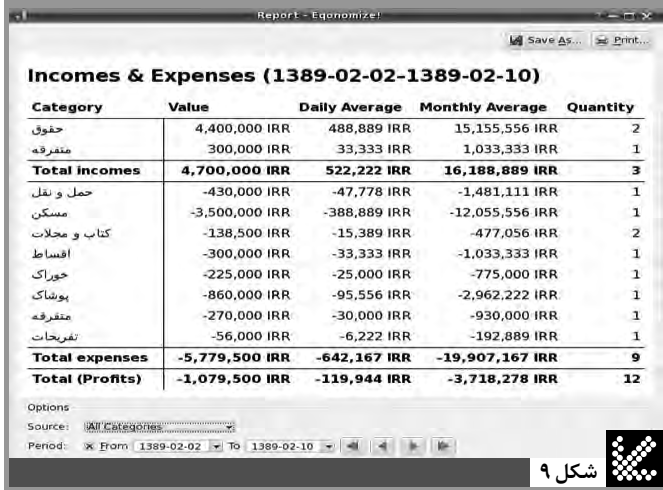 Report - Eqonomize!
Save As... Print...
Incomes & Expenses (1389-02-02-1389-02-10)
Category Value Daily Average Monthly Average Quantity
حقوق 4,400,000 IRR 488,889 IRR 15,155,556 IRR 2
متفرقه 300,000 IRR 33,333 IRR 1,033,333 IRR 1
Total incomes 4,700,000 IRR 522,222 IRR 16,188,889 IRR 3
حمل و نقل -430,000 IRR -47,778 IRR -1,481,111 IRR 1
مسکن -3,500,000 IRR -388,889 IRR -12,055,556 IRR 1
کتاب و مجلات -138,500 IRR -15,389 IRR -477,056 IRR 2
اقساط -300,000 IRR -33,333 IRR -1,033,333 IRR 1
خوراک -225,000 IRR -25,000 IRR -775,000 IRR 1
پوشاک -860,000 IRR -95,556 IRR -2,962,222 IRR 1
متفرقه -270,000 IRR -30,000 IRR -930,000 IRR 1
تفریحات -56,000 IRR -6,222 IRR -192,889 IRR 1
Total expenses -5,779,500 IRR -642,167 IRR -19,907,167 IRR 9
Total (Profits) -1,079,500 IRR -119,944 IRR -3,718,278 IRR 12
Options
Source: All Categories
Period: From 1389-02-02 To 1389-02-10
شکل ۹